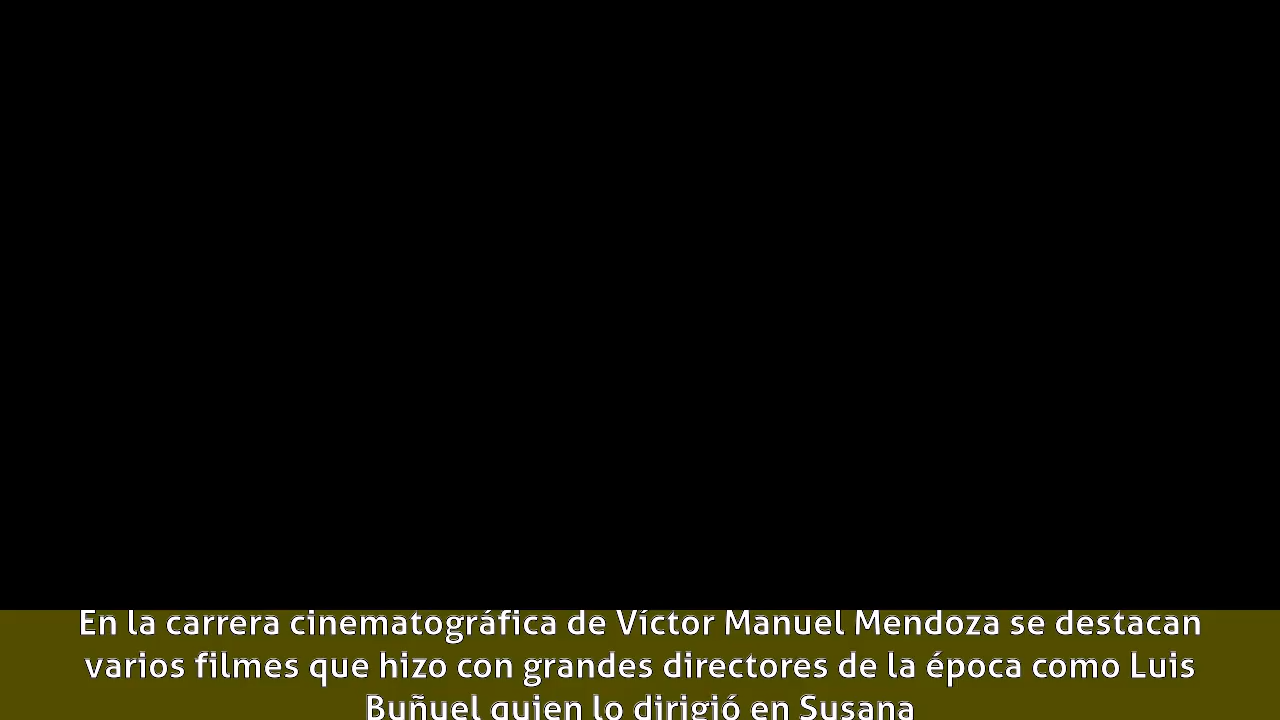 En la carrera cinematográfica de Víctor Manuel Mendoza se destacan
varios filmes que hizo con grandes directores de la época como Luis
Buñuel quien lo dirigió en Susana